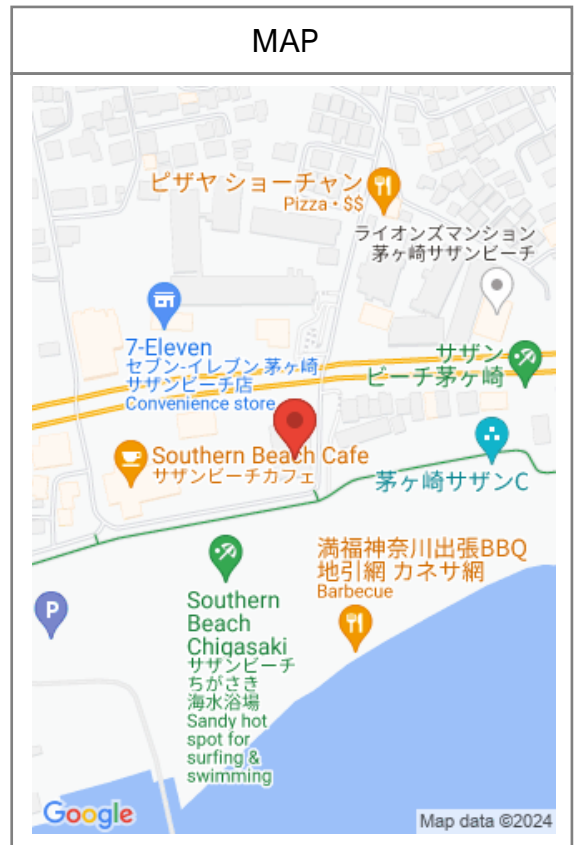 MAP
ピザヤ ショーチャン
Pizza・$$
ライオンズマンション
茅ヶ崎サザンビーチ
7-Eleven
セブン-イレブン 茅ヶ崎
サザンビーチ店
Convenience store
サザン
ビーチ茅ヶ崎
Southern Beach Cafe
サザンビーチカフェ
茅ヶ崎サザンC
満福神奈川出張BBQ
地引網 カネサ網
Barbecue
P
Southern
Beach
Chigasaki
サザンビーチ
ちがさき
海水浴場
Sandy hot
spot for
surfing &
swimming
Google
Map data ©2024